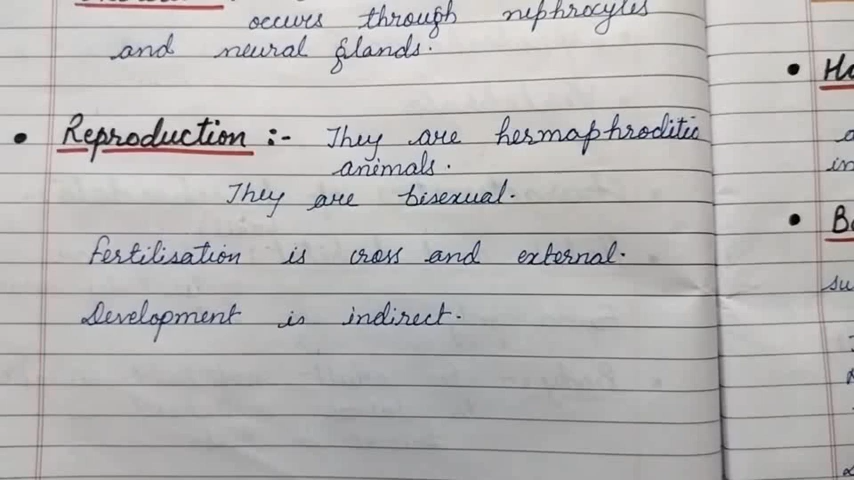 occurs through nephrocytes
and neural glands.
• Reproduction :- They are hermaphroditic
animals.
They are bisexual.
Fertilisation is cross and external.
Development is indirect.